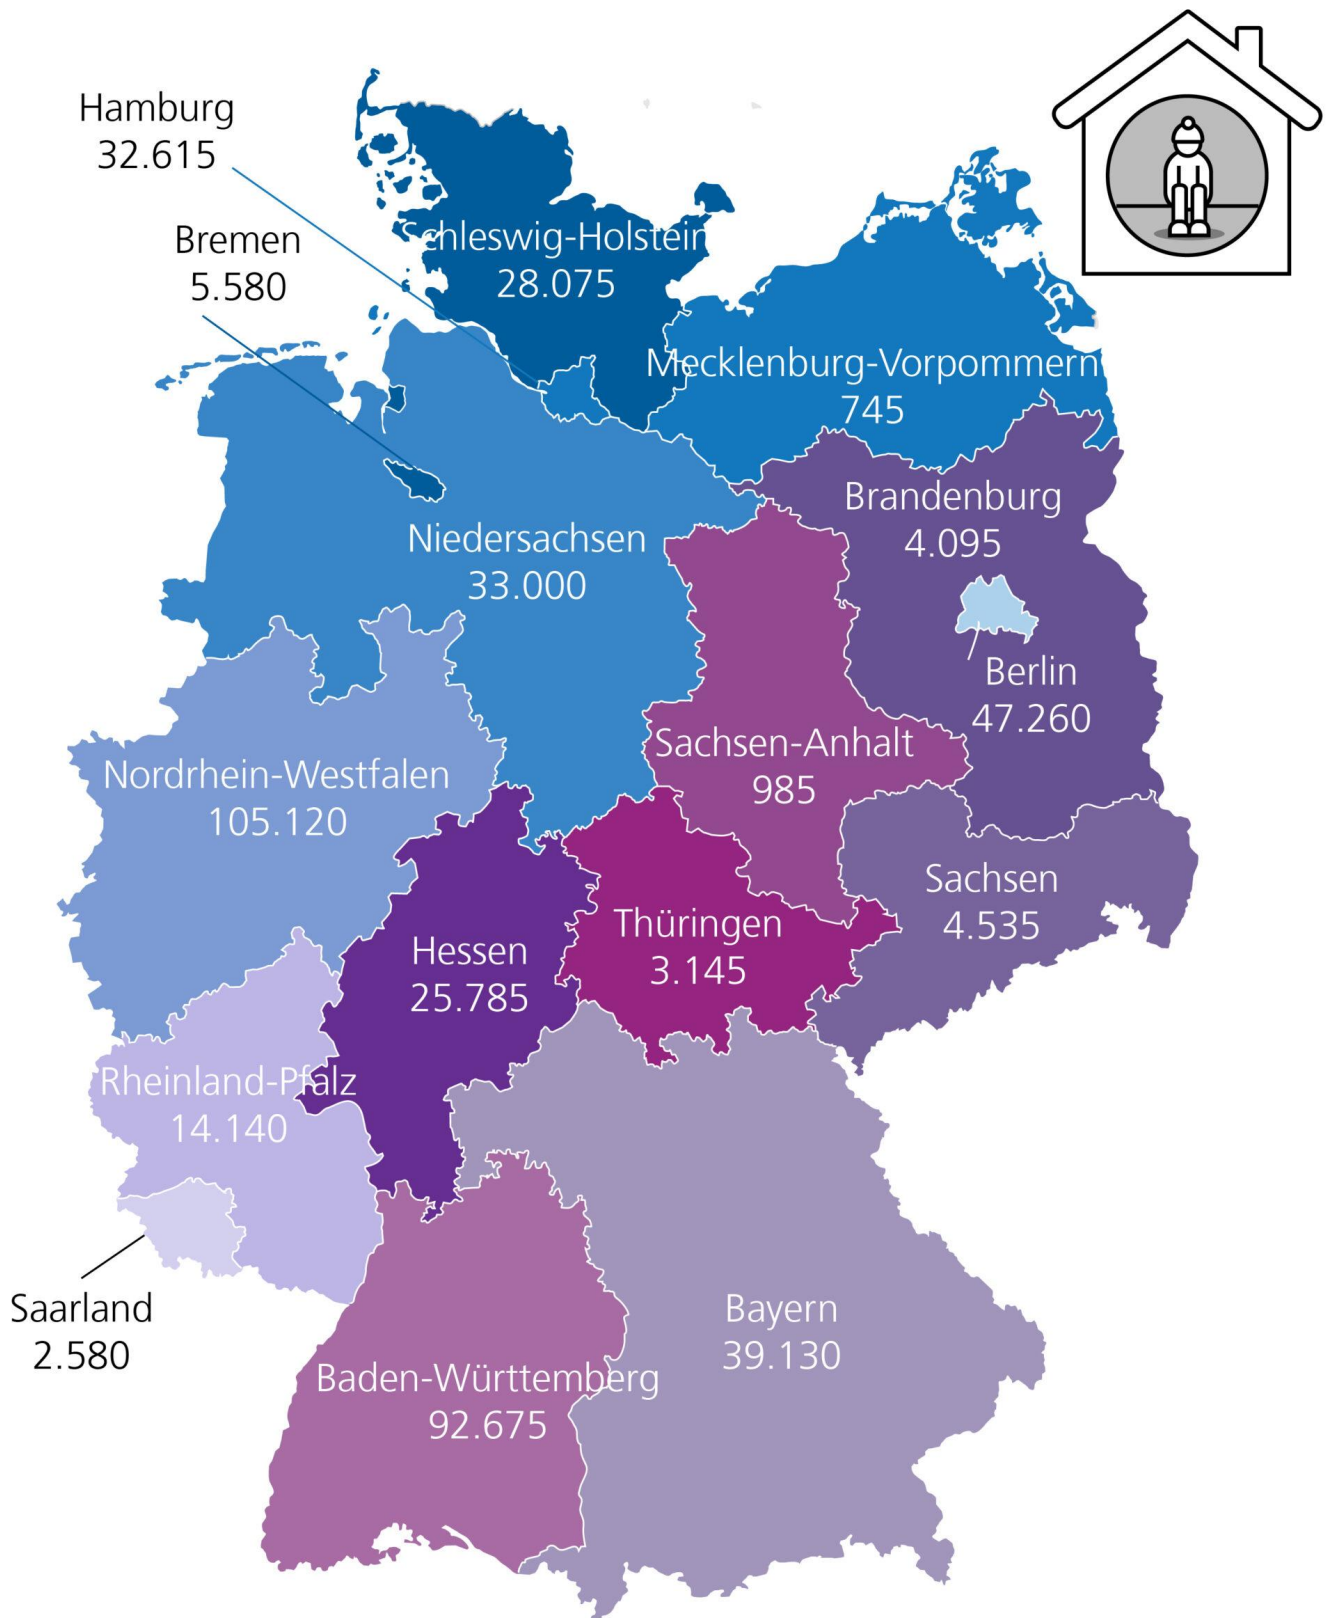 Hamburg
32.615
Bremen
5.580
Schleswig-Holstein
28.075
Mecklenburg-Vorpommern
745
Brandenburg
4.095
Niedersachsen
33.000
Berlin
47.260
Sachsen-Anhalt
985
Nordrhein-Westfalen
105.120
Sachsen
4.535
Thüringen
3.145
Hessen
25.785
Rheinland-Pfalz
14.140
Saarland
2.580
Bayern
39.130
Baden-Württemberg
92.675